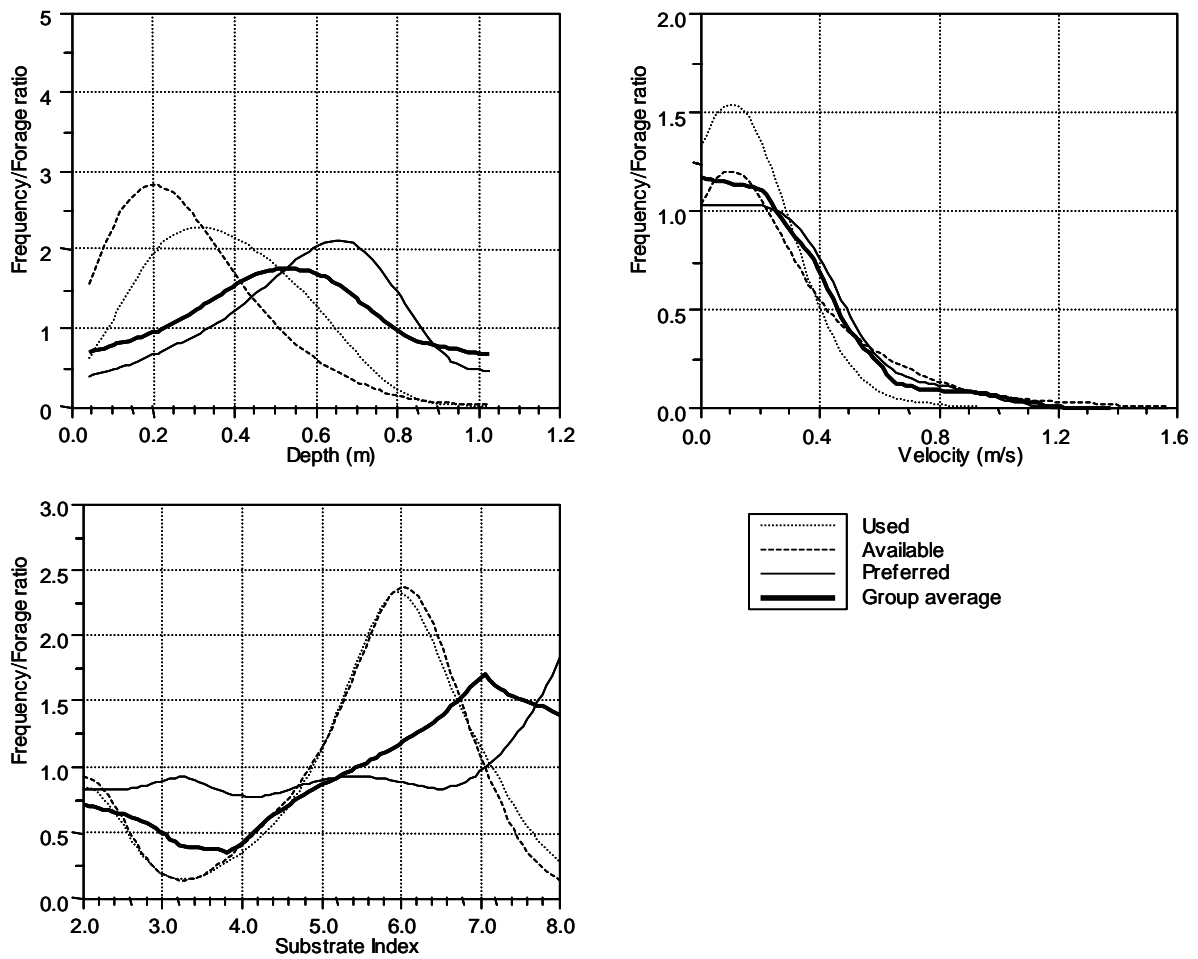 5
4
3
2
1
0
Frequency/Forage ratio
0.0 0.2 0.4 0.6 0.8 1.0 1.2
Depth (m)
2.0
1.5
1.0
0.5
0.0
Frequency/Forage ratio
0.0 0.4 0.8 1.2 1.6
Velocity (m/s)
3.0
2.5
2.0
1.5
1.0
0.5
0.0
Frequency/Forage ratio
2.0 3.0 4.0 5.0 6.0 7.0 8.0
Substrate Index
Used
Available
Preferred
Group average